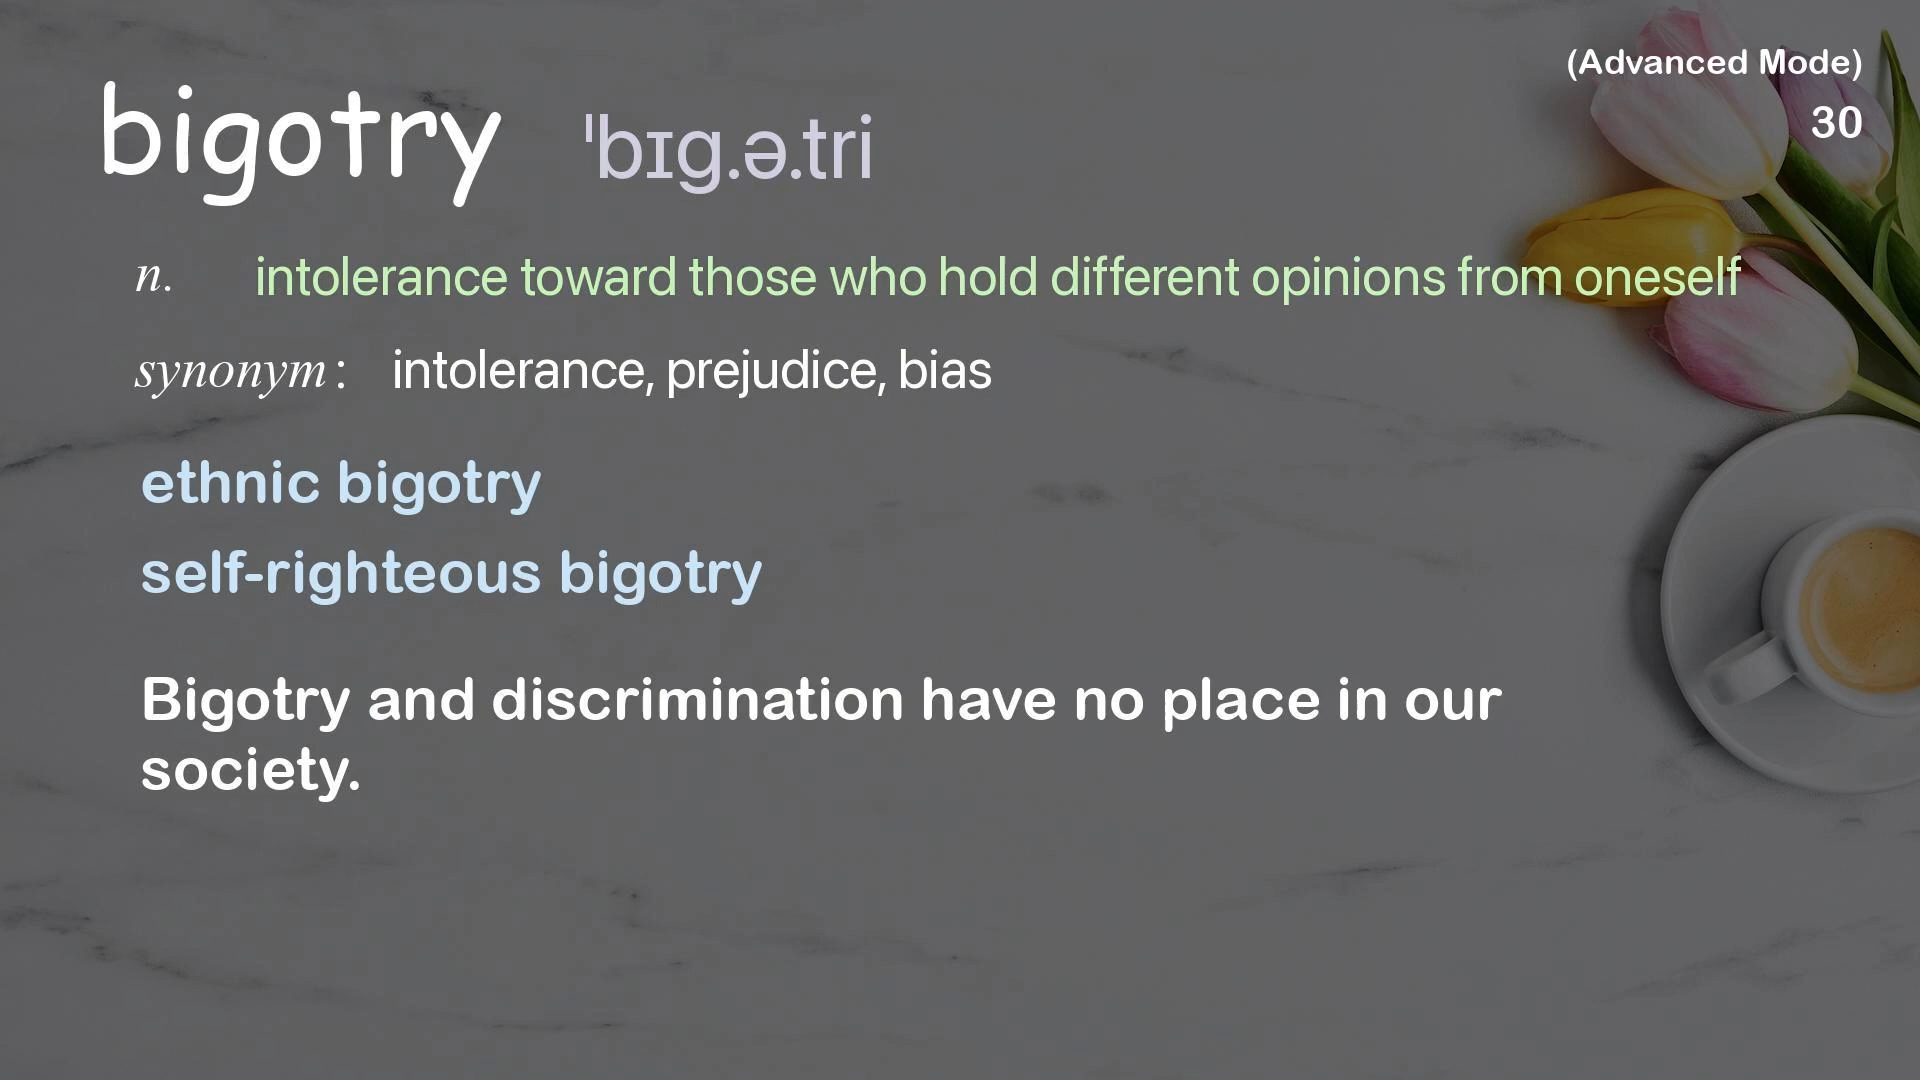 (Advanced Mode)
30
bigotry ˈbɪg.ə.tri
n. intolerance toward those who hold different opinions from oneself
synonym: intolerance, prejudice, bias
ethnic bigotry
self-righteous bigotry
Bigotry and discrimination have no place in our
society.